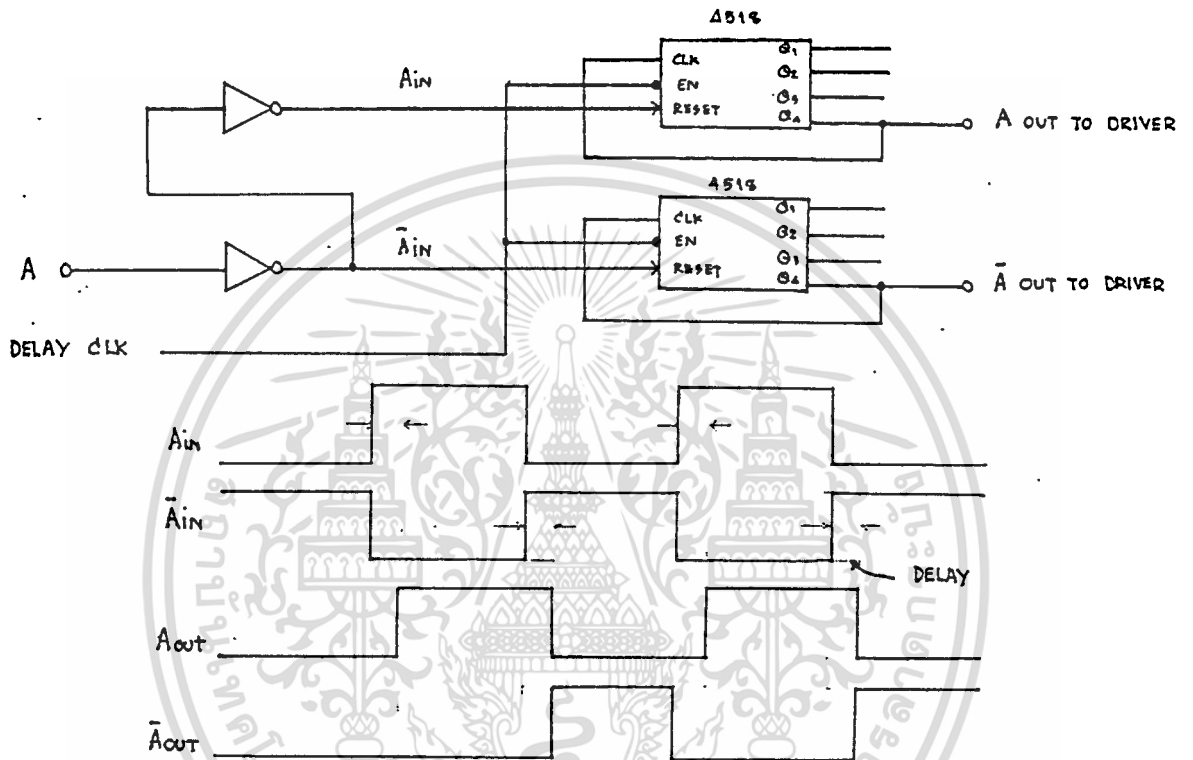 4518
CLK
EN
RESET
Q1
Q2
Q3
Q4
A OUT TO DRIVER
Ain
4518
CLK
EN
RESET
Q1
Q2
Q3
Q4
Ā OUT TO DRIVER
Āin
A
DELAY CLK
Ain
Āin
DELAY
Aout
Āout